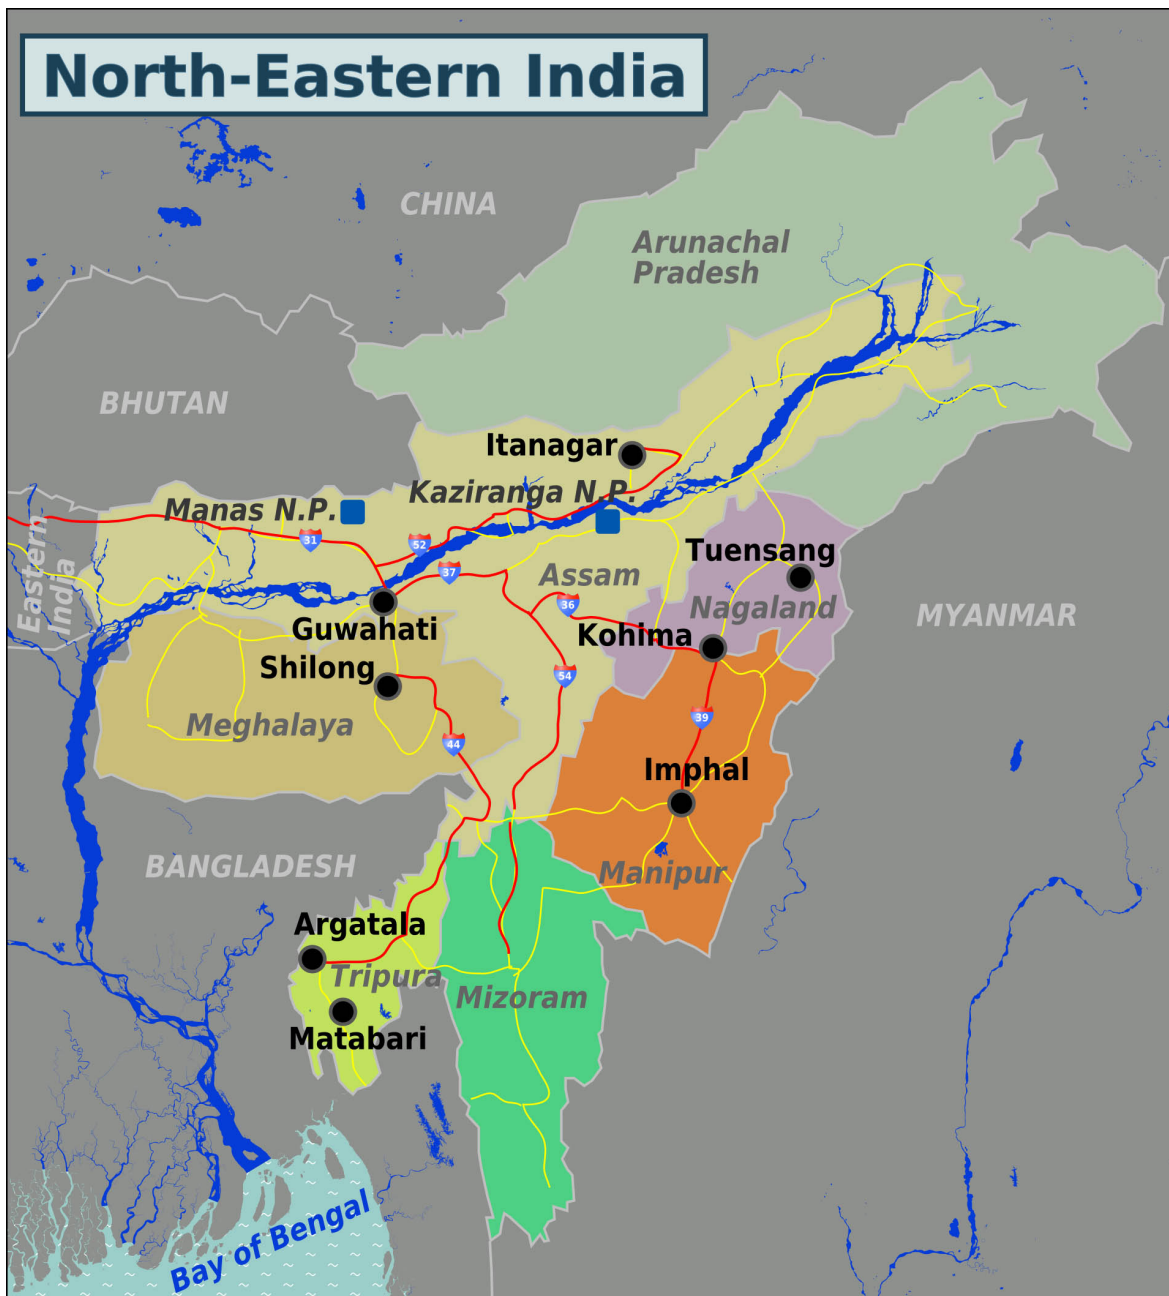 North-Eastern India
CHINA
Arunachal
Pradesh
BHUTAN
Itanagar
Kaziranga N.P.
Manas N.P.
31
52
37
Tuensang
Eastern
India
Assam
36
Nagaland
MYANMAR
Guwahati
Kohima
Shilong
54
Meghalaya
39
44
Imphal
BANGLADESH
Manipur
Argatala
Tripura
Mizoram
Matabari
Bay of Bengal